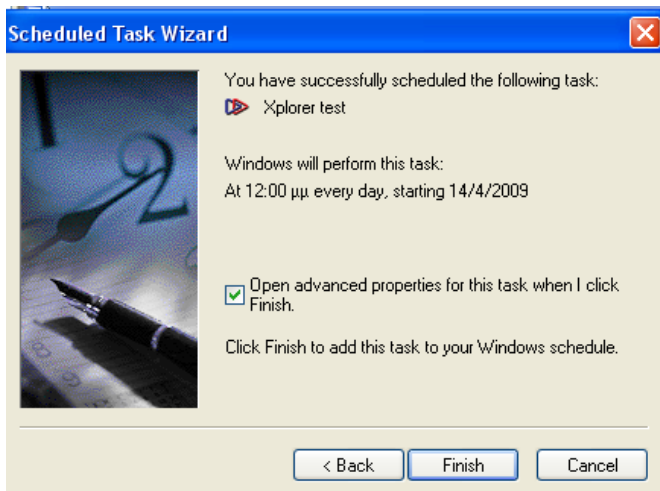 Scheduled Task Wizard
You have successfully scheduled the following task:
Xplorer test
Windows will perform this task:
At 12:00 μμ every day, starting 14/4/2009
Open advanced properties for this task when I click
Finish.
Click Finish to add this task to your Windows schedule.
< Back
Finish
Cancel